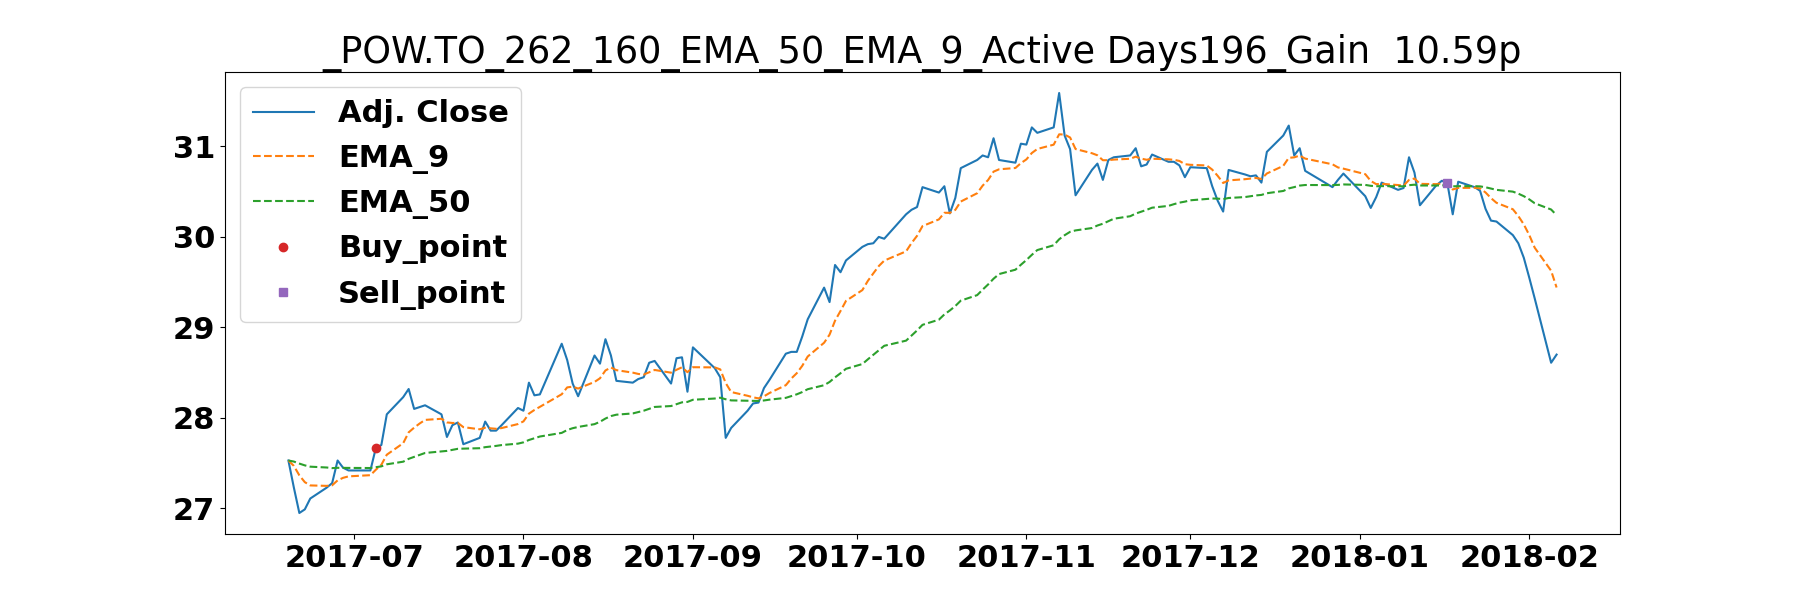 _POW.TO_262_160_EMA_50_EMA_9_Active Days196_Gain  10.59p
Adj. Close
EMA_9
EMA_50
Buy_point
Sell_point
31
30
29
28
27
2017-07 2017-08 2017-09 2017-10 2017-11 2017-12 2018-01 2018-02